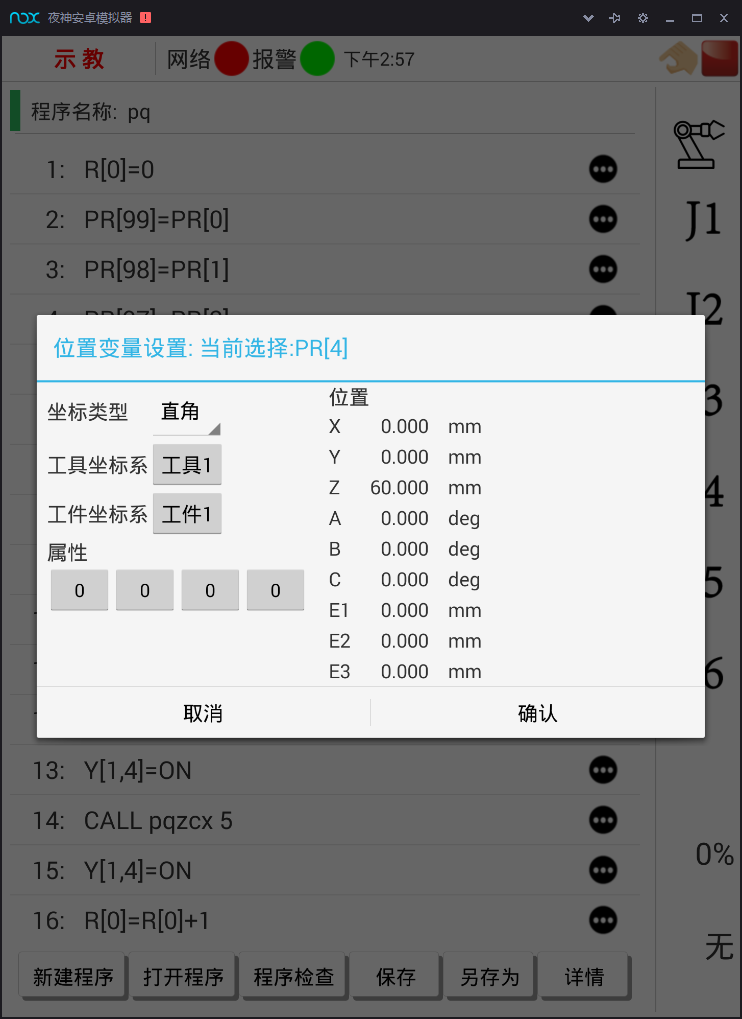 nox 夜神安卓模拟器
示教 网络 报警 下午2:57
程序名称: pq
1: R[0]=0
2: PR[99]=PR[0]
3: PR[98]=PR[1]
J1
J2
位置变量设置: 当前选择:PR[4]
坐标类型 直角
工具坐标系 工具1
工件坐标系 工件1
属性
0 0 0 0
位置
X 0.000 mm
Y 0.000 mm
Z 60.000 mm
A 0.000 deg
B 0.000 deg
C 0.000 deg
E1 0.000 mm
E2 0.000 mm
E3 0.000 mm
取消 确认
3
4
5
6
13: Y[1,4]=ON
14: CALL pqzcx 5
15: Y[1,4]=ON
16: R[0]=R[0]+1
0%
无
新建程序 打开程序 程序检查 保存 另存为 详情